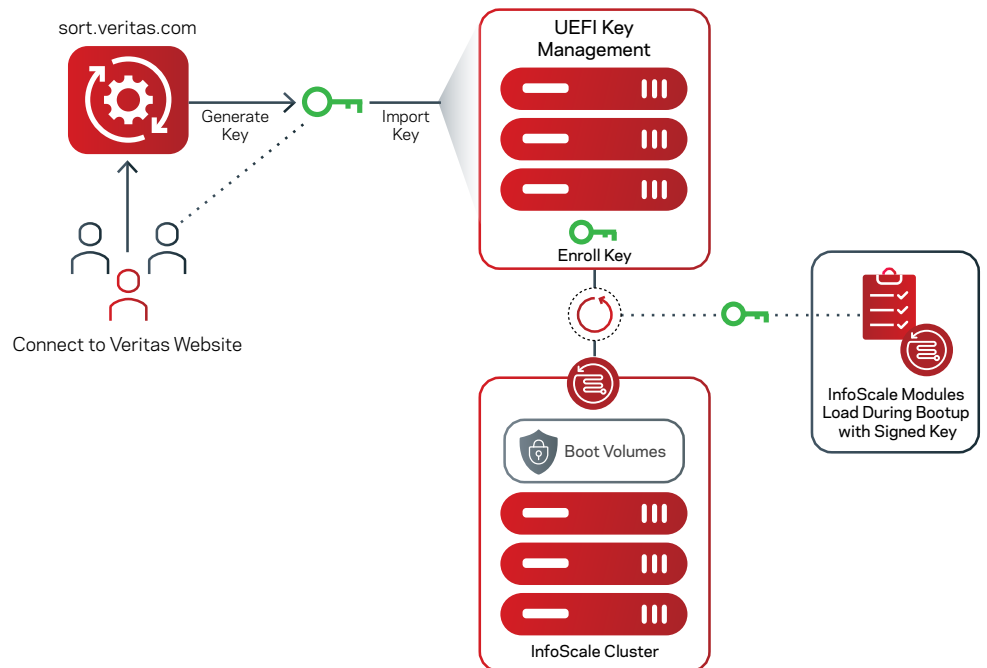 sort.veritas.com
Generate
Key
Import
Key
Connect to Veritas Website
UEFI Key
Management
Enroll Key
InfoScale Modules
Load During Bootup
with Signed Key
Boot Volumes
InfoScale Cluster